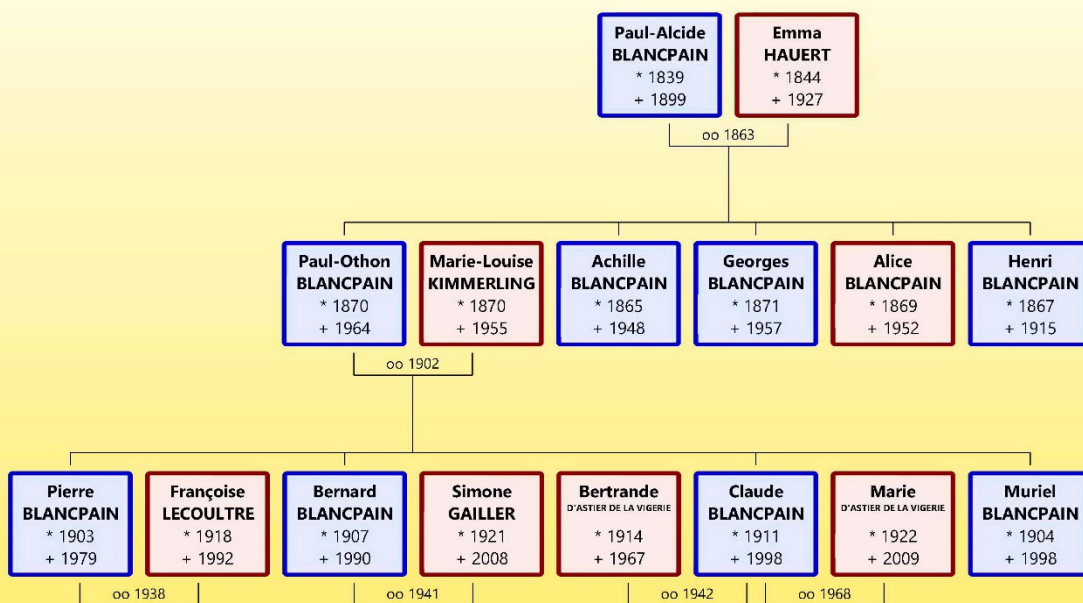 Paul-Alcide
BLANCPAIN
* 1839
+ 1899
Emma
HAUERT
* 1844
+ 1927
oo 1863
Paul-Othon
BLANCPAIN
* 1870
+ 1964
Marie-Louise
KIMMERLING
* 1870
+ 1955
Achille
BLANCPAIN
* 1865
+ 1948
Georges
BLANCPAIN
* 1871
+ 1957
Alice
BLANCPAIN
* 1869
+ 1952
Henri
BLANCPAIN
* 1867
+ 1915
oo 1902
Pierre
BLANCPAIN
* 1903
+ 1979
Françoise
LECOULTRE
* 1918
+ 1992
Bernard
BLANCPAIN
* 1907
+ 1990
Simone
GAILLER
* 1921
+ 2008
Bertrande
D'ASTIER DE LA VIGERIE
* 1914
+ 1967
Claude
BLANCPAIN
* 1911
+ 1998
Marie
D'ASTIER DE LA VIGERIE
* 1922
+ 2009
Muriel
BLANCPAIN
* 1904
+ 1998
oo 1938
oo 1941
oo 1942
oo 1968